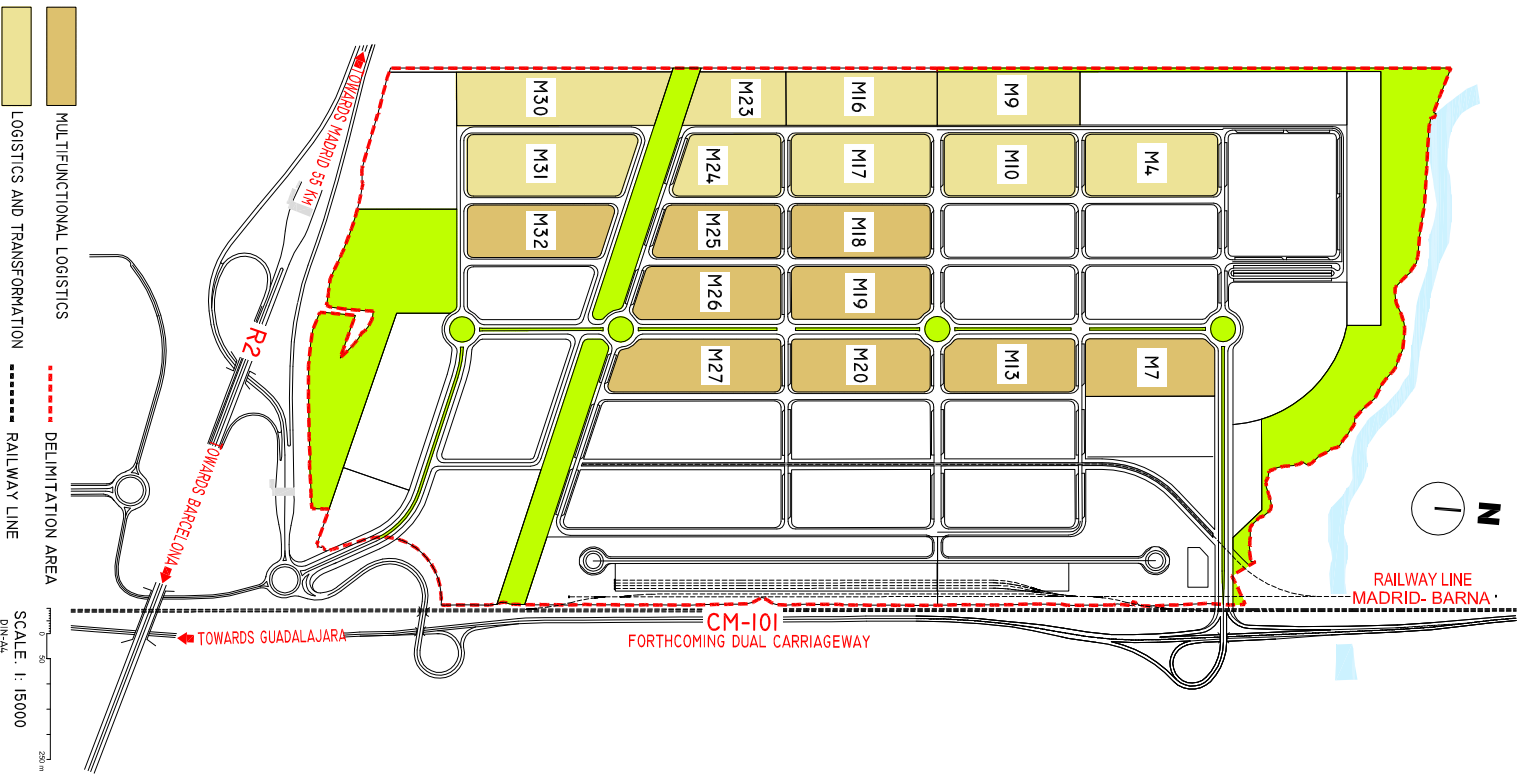 MULTIFUNCTIONAL LOGISTICS
LOGISTICS AND TRANSFORMATION
DELIMITATION AREA
RAILWAY LINE
SCALE. 1: 15000
DIN-A4
0
50
250 m
TOWARDS MADRID 55 KM
R2
TOWARDS BARCELONA
TOWARDS GUADALAJARA
CM-101
FORTHCOMING DUAL CARRIAGEWAY
RAILWAY LINE
MADRID- BARNA
N
M30
M23
M16
M9
M31
M24
M17
M10
M4
M32
M25
M18
M26
M19
M27
M20
M13
M7